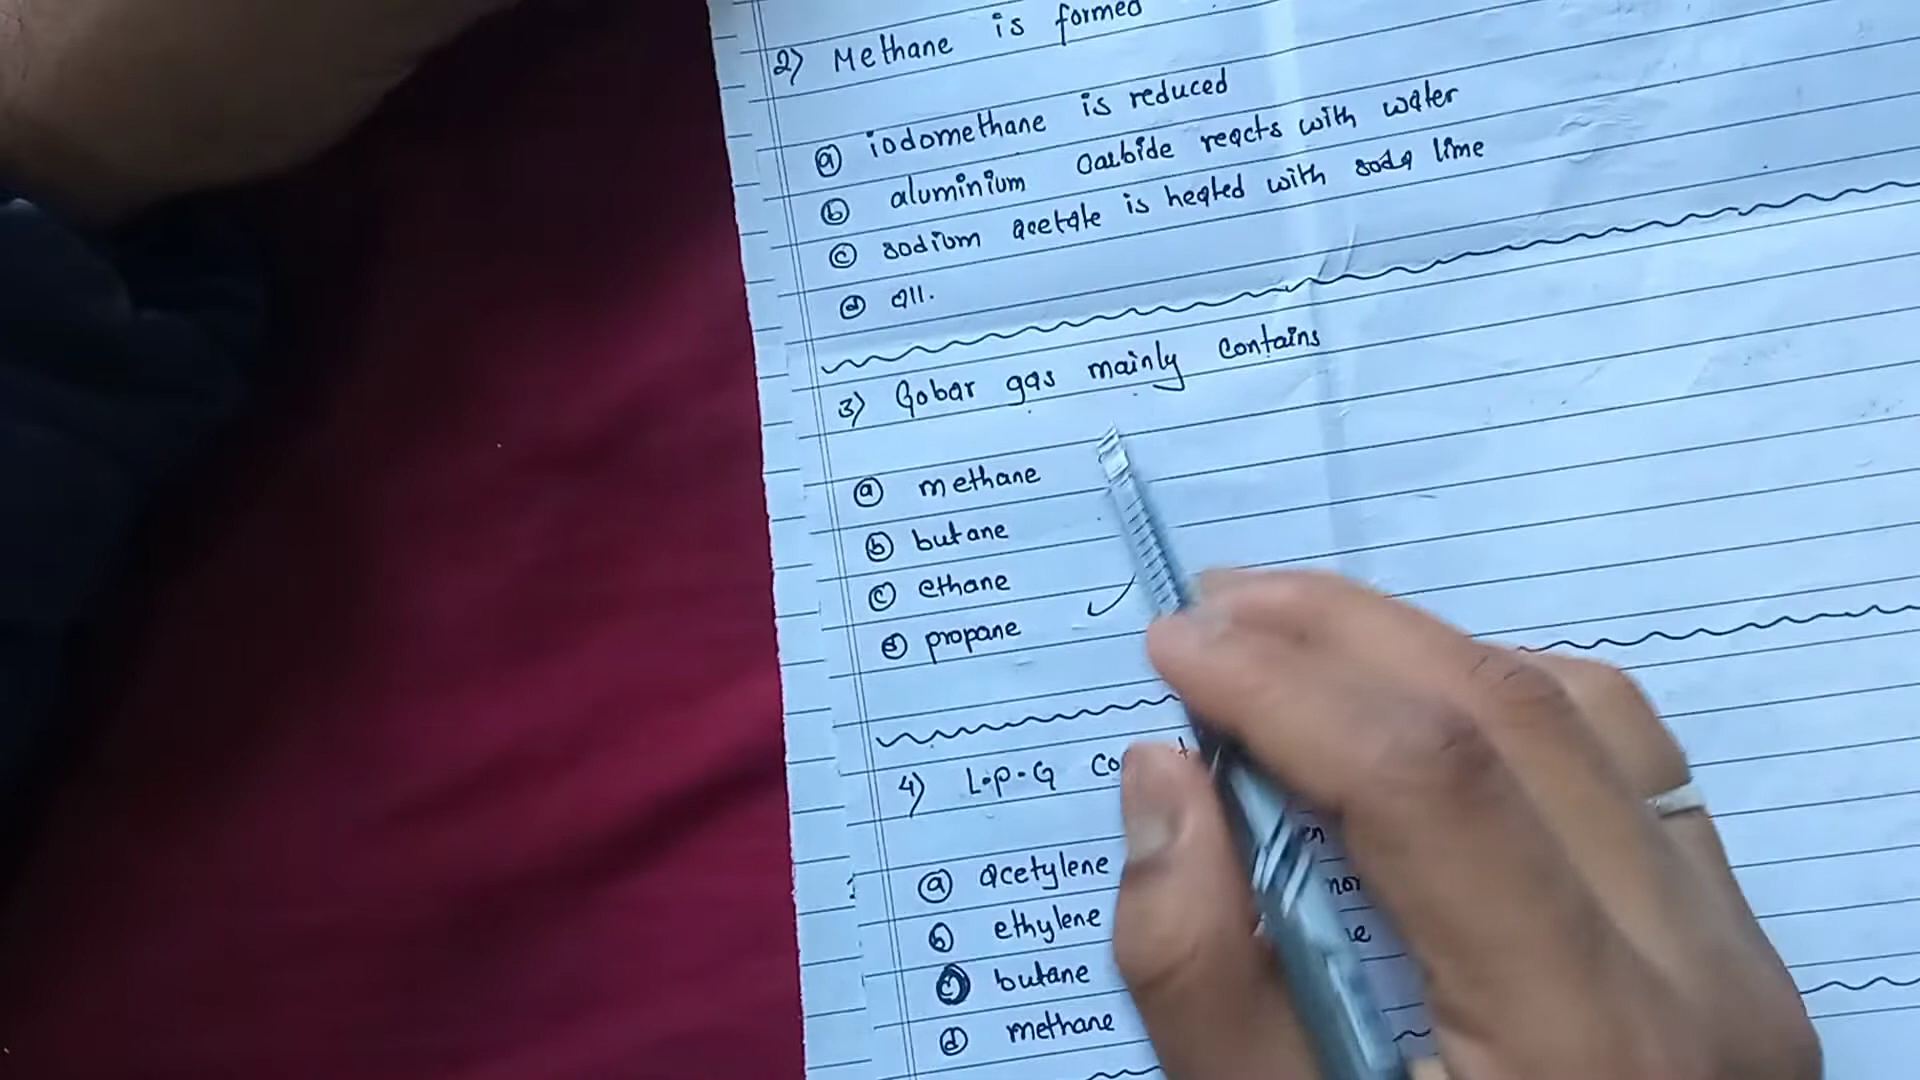 2) Methane is formed
ⓐ iodomethane is reduced
ⓑ aluminium carbide reacts with water
ⓒ sodium acetate is heated with soda lime
ⓓ all.
3) Gobar gas mainly contains
ⓐ methane
ⓑ butane
ⓒ ethane
ⓓ propane
4) L.P.G
ⓐ acetylene
ⓑ ethylene
ⓒ butane
ⓓ methane